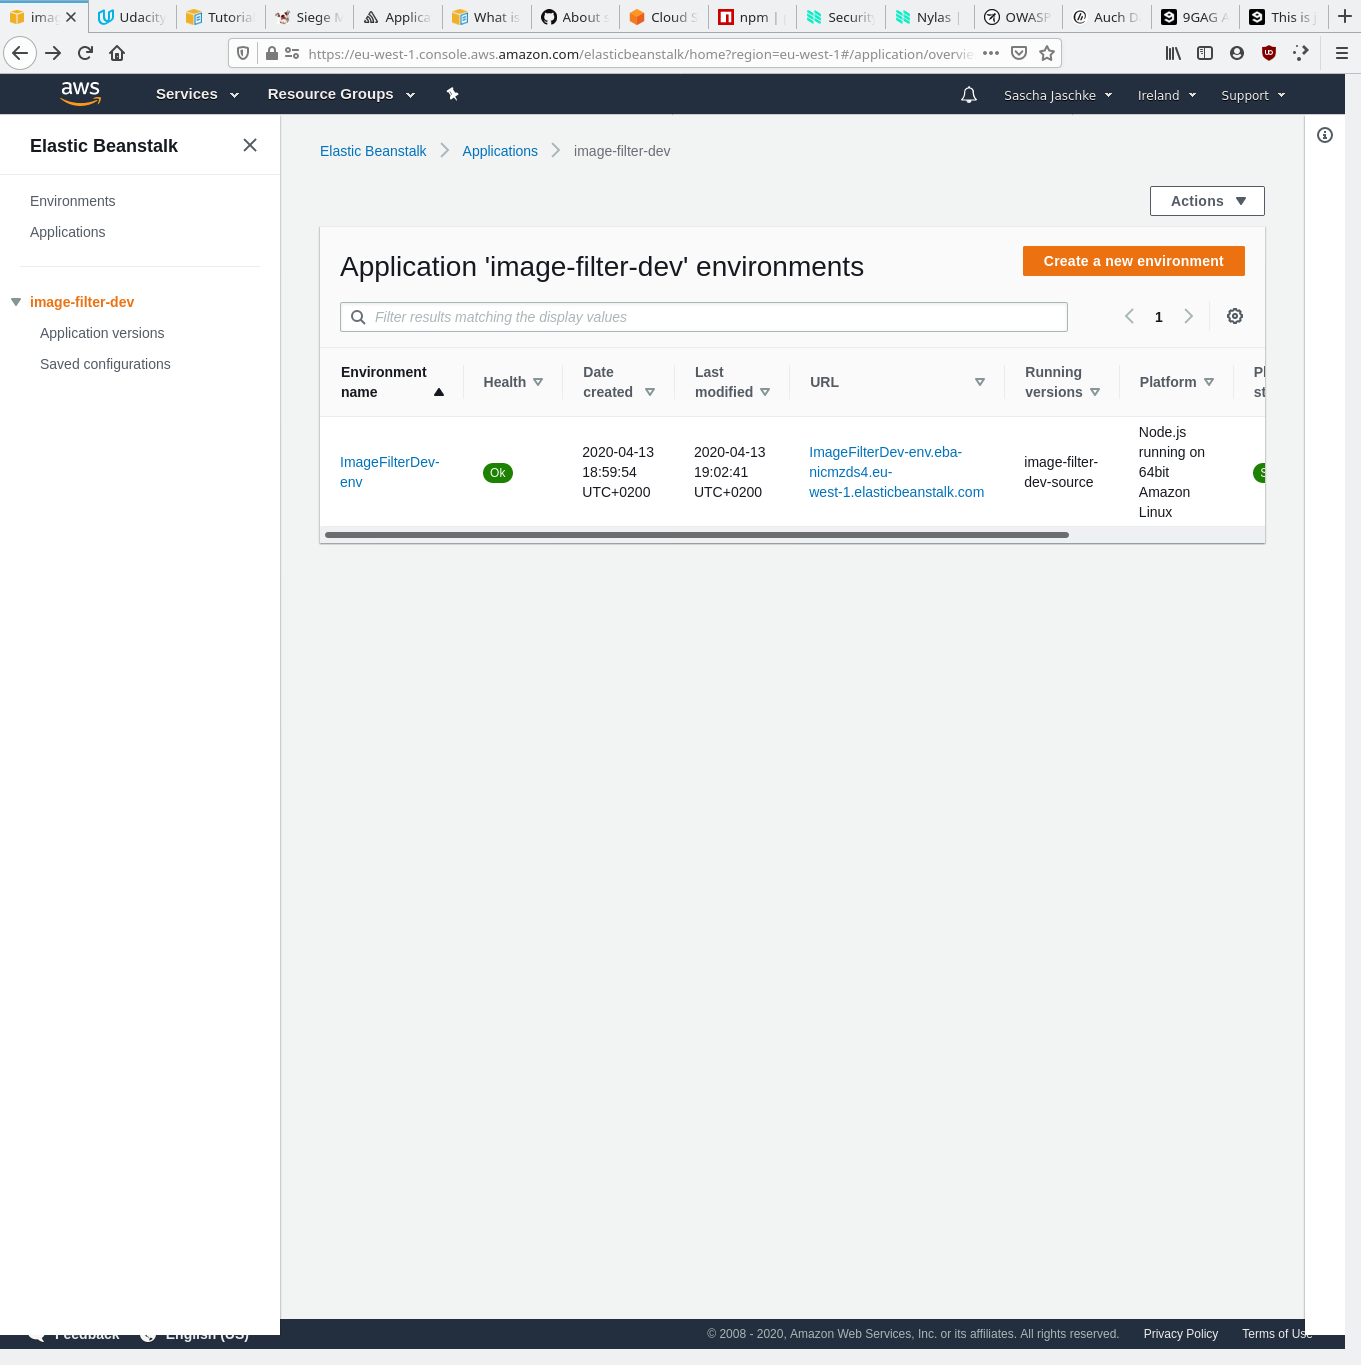 imag
Udacity
Tutoria
Siege M
Applica
What is
About s
Cloud S
npm |
Security
Nylas |
OWASP
Auch D
9GAG A
This is j
https://eu-west-1.console.aws.amazon.com/elasticbeanstalk/home?region=eu-west-1#/application/overvie
aws
Services
Resource Groups
Sascha Jaschke
Ireland
Support
Elastic Beanstalk
Environments
Applications
image-filter-dev
Application versions
Saved configurations
Elastic Beanstalk
Applications
image-filter-dev
Actions
Application 'image-filter-dev' environments
Create a new environment
Filter results matching the display values
1
Environment
name
Health
Date
created
Last
modified
URL
Running
versions
Platform
ImageFilterDev-
env
Ok
2020-04-13
18:59:54
UTC+0200
2020-04-13
19:02:41
UTC+0200
ImageFilterDev-env.eba-
nicmzds4.eu-
west-1.elasticbeanstalk.com
image-filter-
dev-source
Node.js
running on
64bit
Amazon
Linux
Feedback
English (US)
© 2008 - 2020, Amazon Web Services, Inc. or its affiliates. All rights reserved.
Privacy Policy
Terms of Use